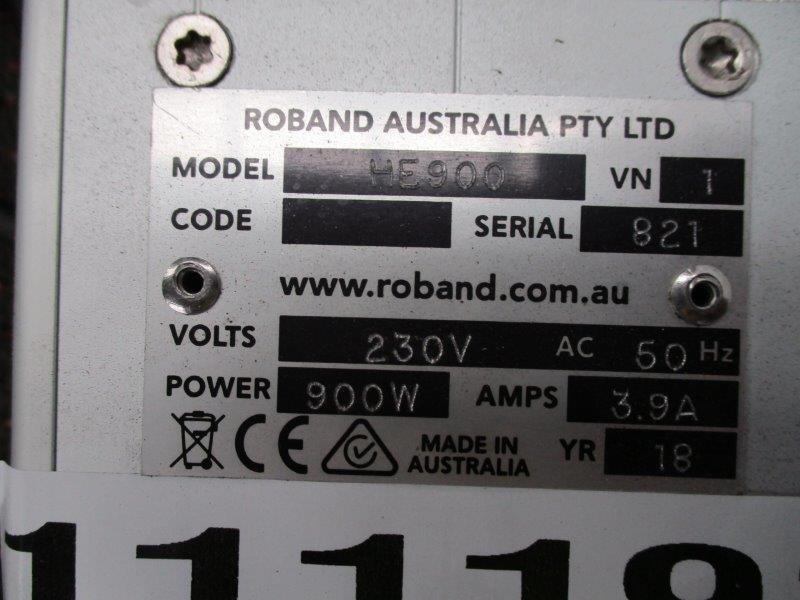 ROBAND AUSTRALIA PTY LTD
MODEL HE900 VN 1
CODE SERIAL 821
www.roband.com.au
VOLTS 230V AC 50 Hz
POWER 900W AMPS 3.9A
CE MADE IN AUSTRALIA YR 18